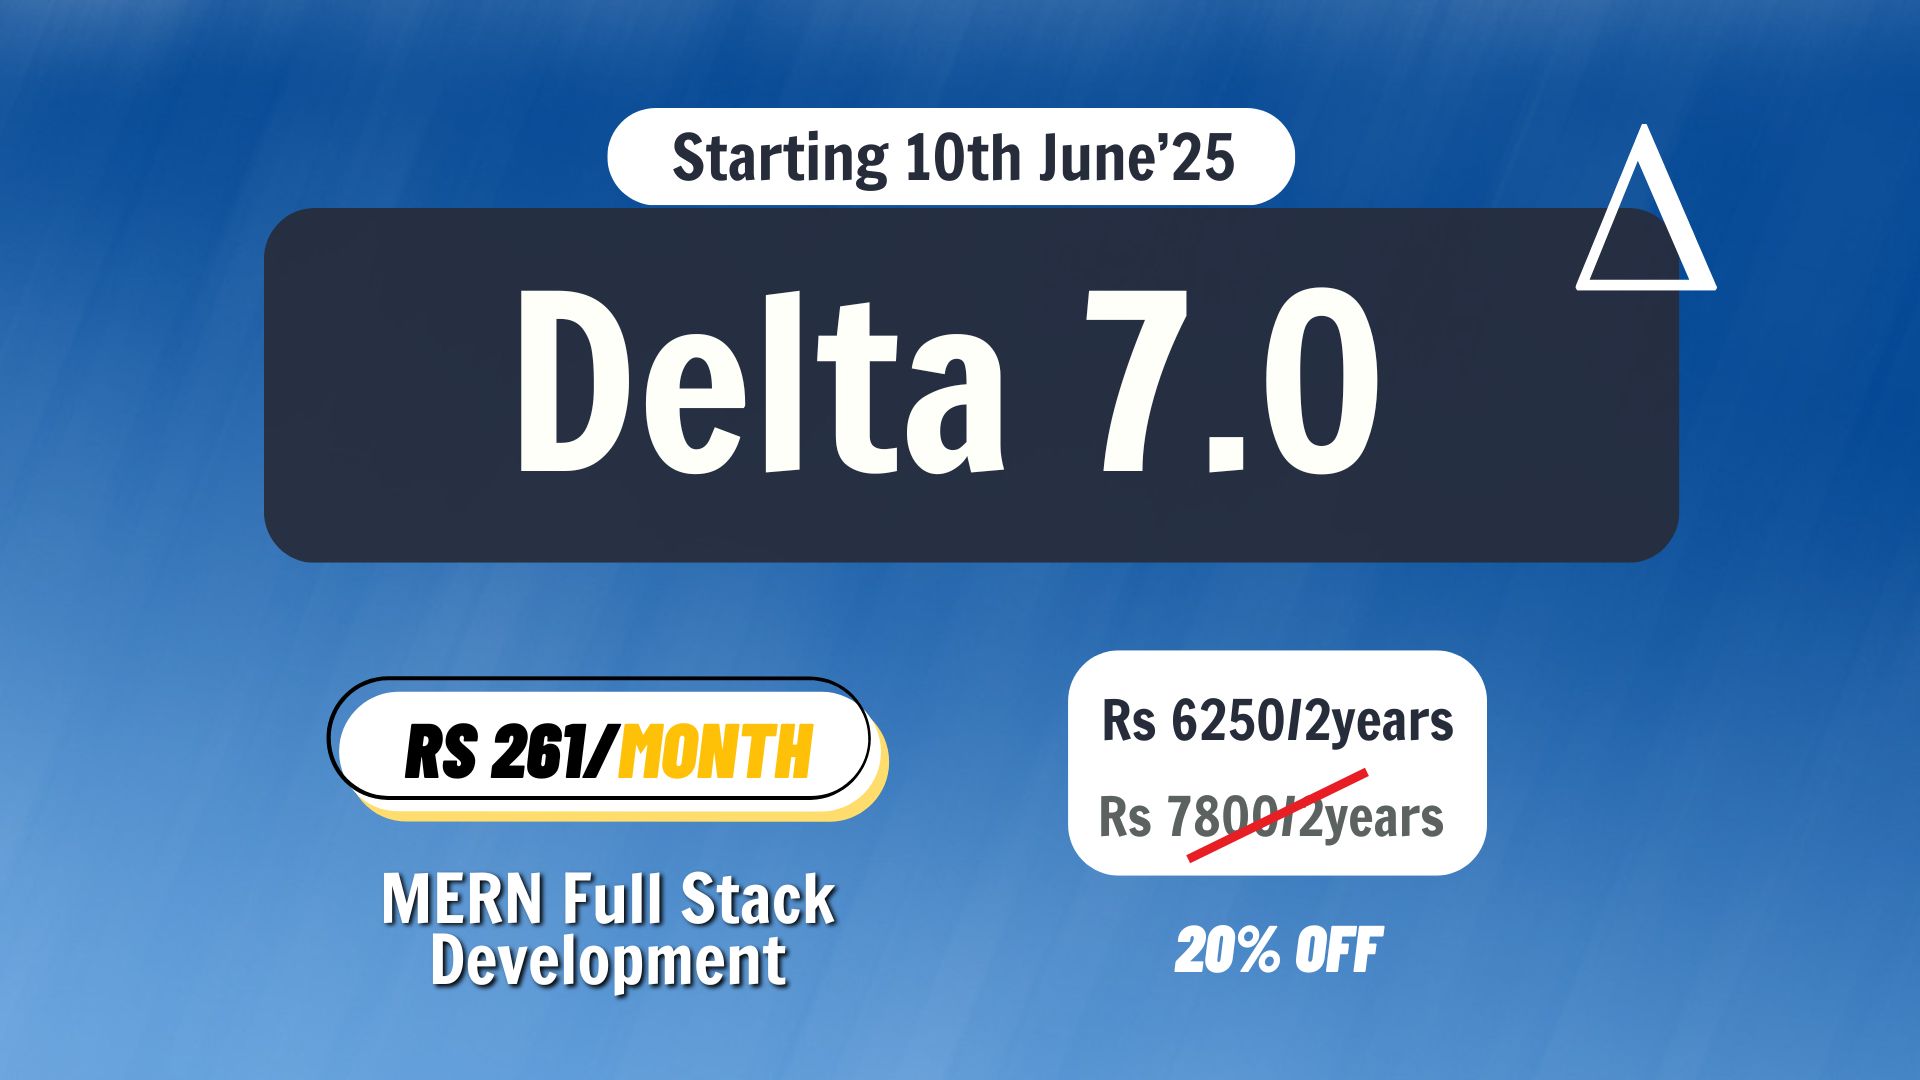 Starting 10th June’25
Delta 7.0
RS 261/MONTH
MERN Full Stack
Development
Rs 6250/2years
Rs 7800/2years
20% OFF